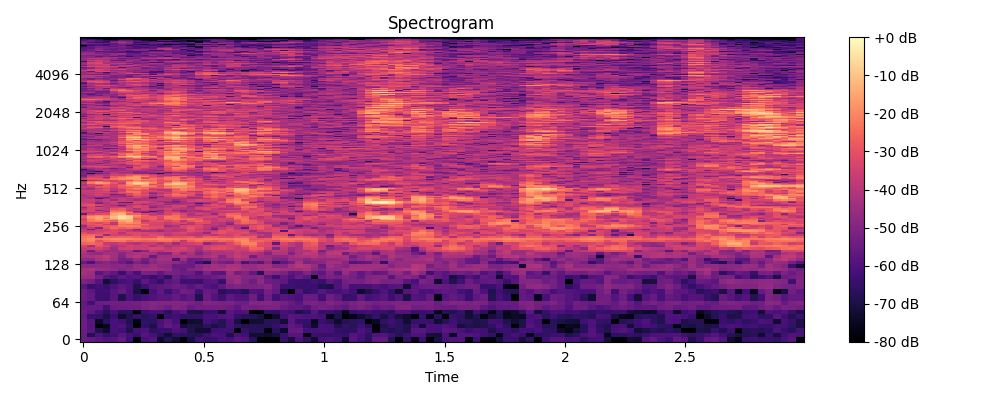 Spectrogram
Hz
4096
2048
1024
512
256
128
64
0
0
0.5
1
1.5
2
2.5
Time
+0 dB
-10 dB
-20 dB
-30 dB
-40 dB
-50 dB
-60 dB
-70 dB
-80 dB